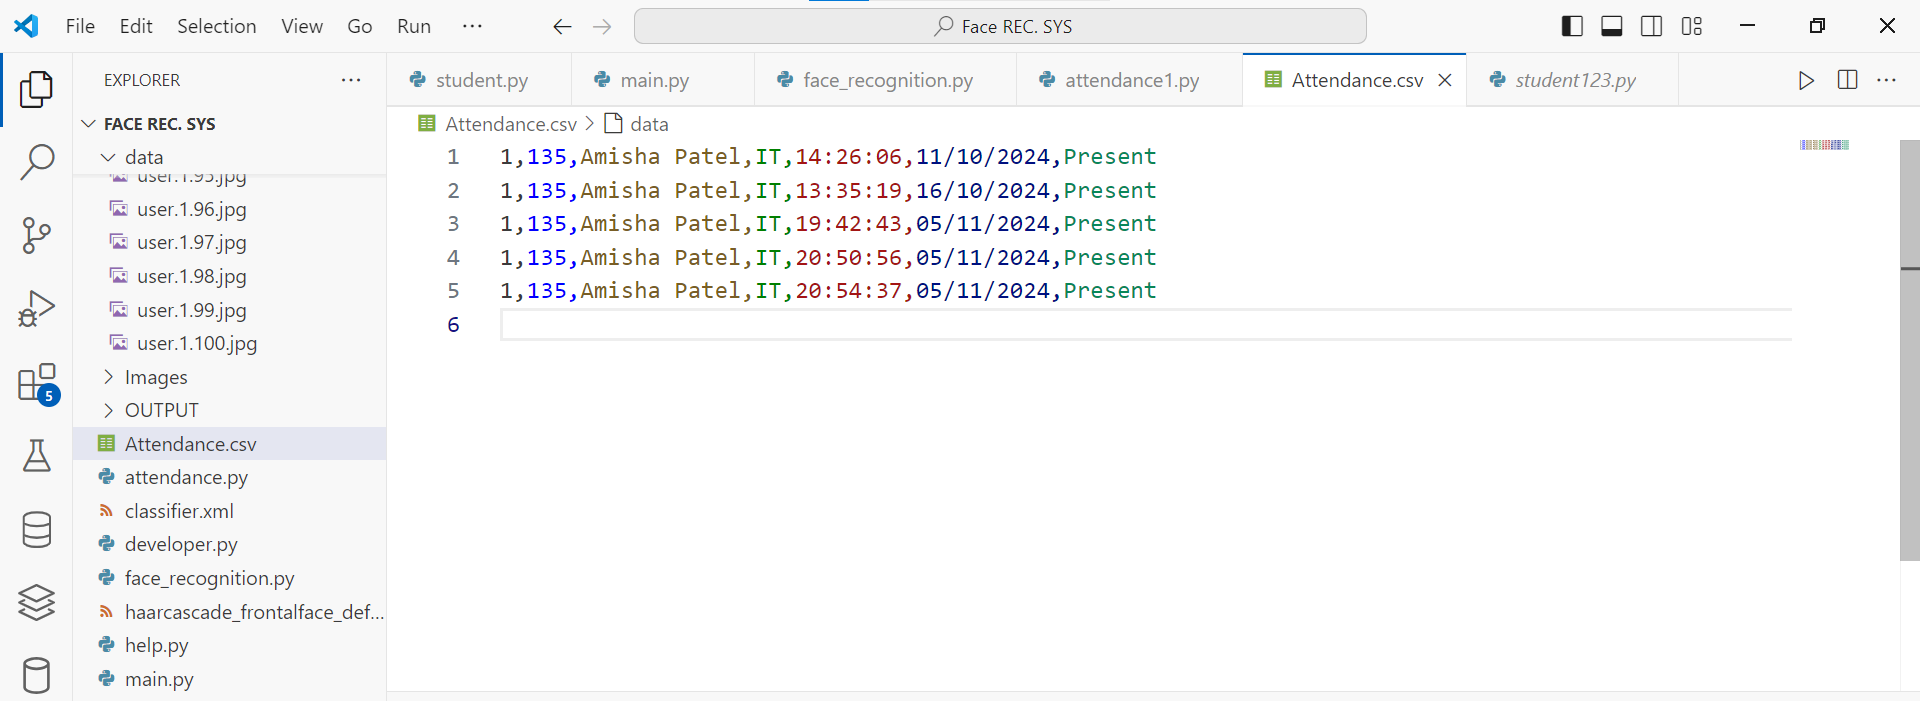 File Edit Selection View Go Run ··· Face REC. SYS
EXPLORER ···
student.py main.py face_recognition.py attendance1.py Attendance.csv student123.py ···
FACE REC. SYS
data
user.1.95.jpg
user.1.96.jpg
user.1.97.jpg
user.1.98.jpg
user.1.99.jpg
user.1.100.jpg
Images
OUTPUT
Attendance.csv
attendance.py
classifier.xml
developer.py
face_recognition.py
haarcascade_frontalface_def...
help.py
main.py
5
Attendance.csv > data
1 1,135,Amisha Patel,IT,14:26:06,11/10/2024,Present
2 1,135,Amisha Patel,IT,13:35:19,16/10/2024,Present
3 1,135,Amisha Patel,IT,19:42:43,05/11/2024,Present
4 1,135,Amisha Patel,IT,20:50:56,05/11/2024,Present
5 1,135,Amisha Patel,IT,20:54:37,05/11/2024,Present
6